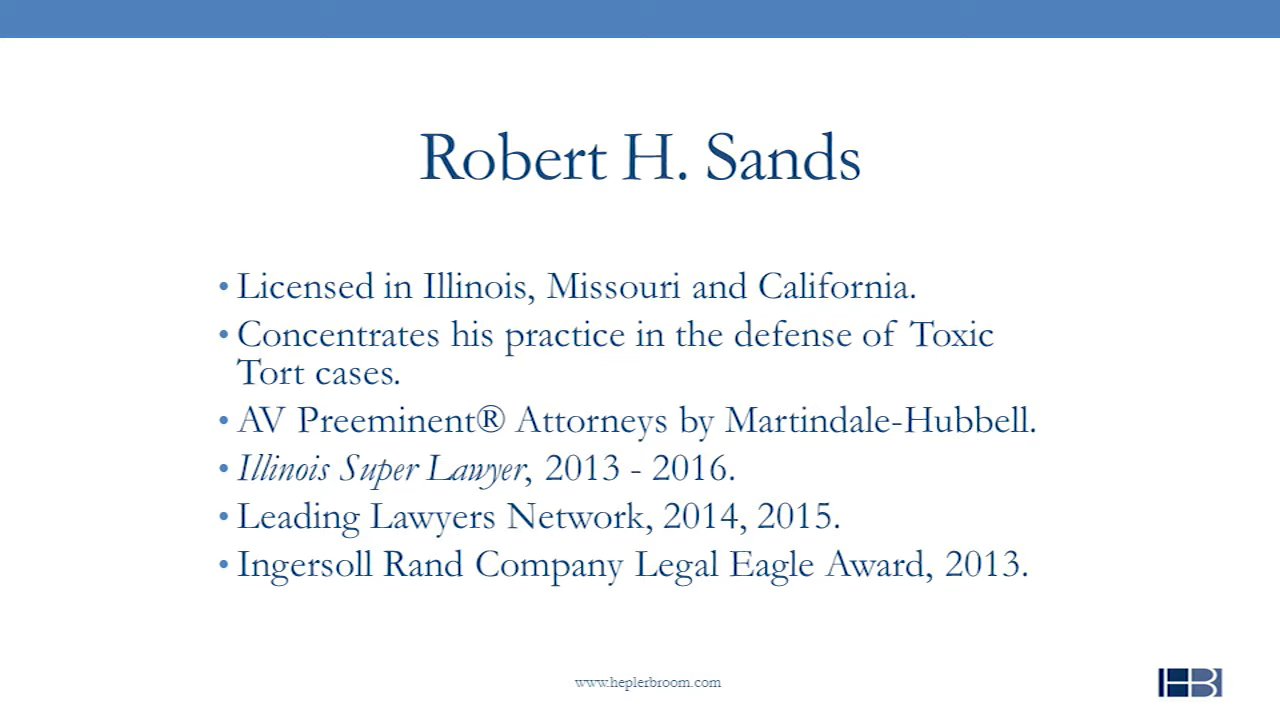 Robert H. Sands
• Licensed in Illinois, Missouri and California.
• Concentrates his practice in the defense of Toxic
Tort cases.
• AV Preeminent® Attorneys by Martindale-Hubbell.
• Illinois Super Lawyer, 2013 - 2016.
• Leading Lawyers Network, 2014, 2015.
• Ingersoll Rand Company Legal Eagle Award, 2013.
www.heplerbroom.com
HB